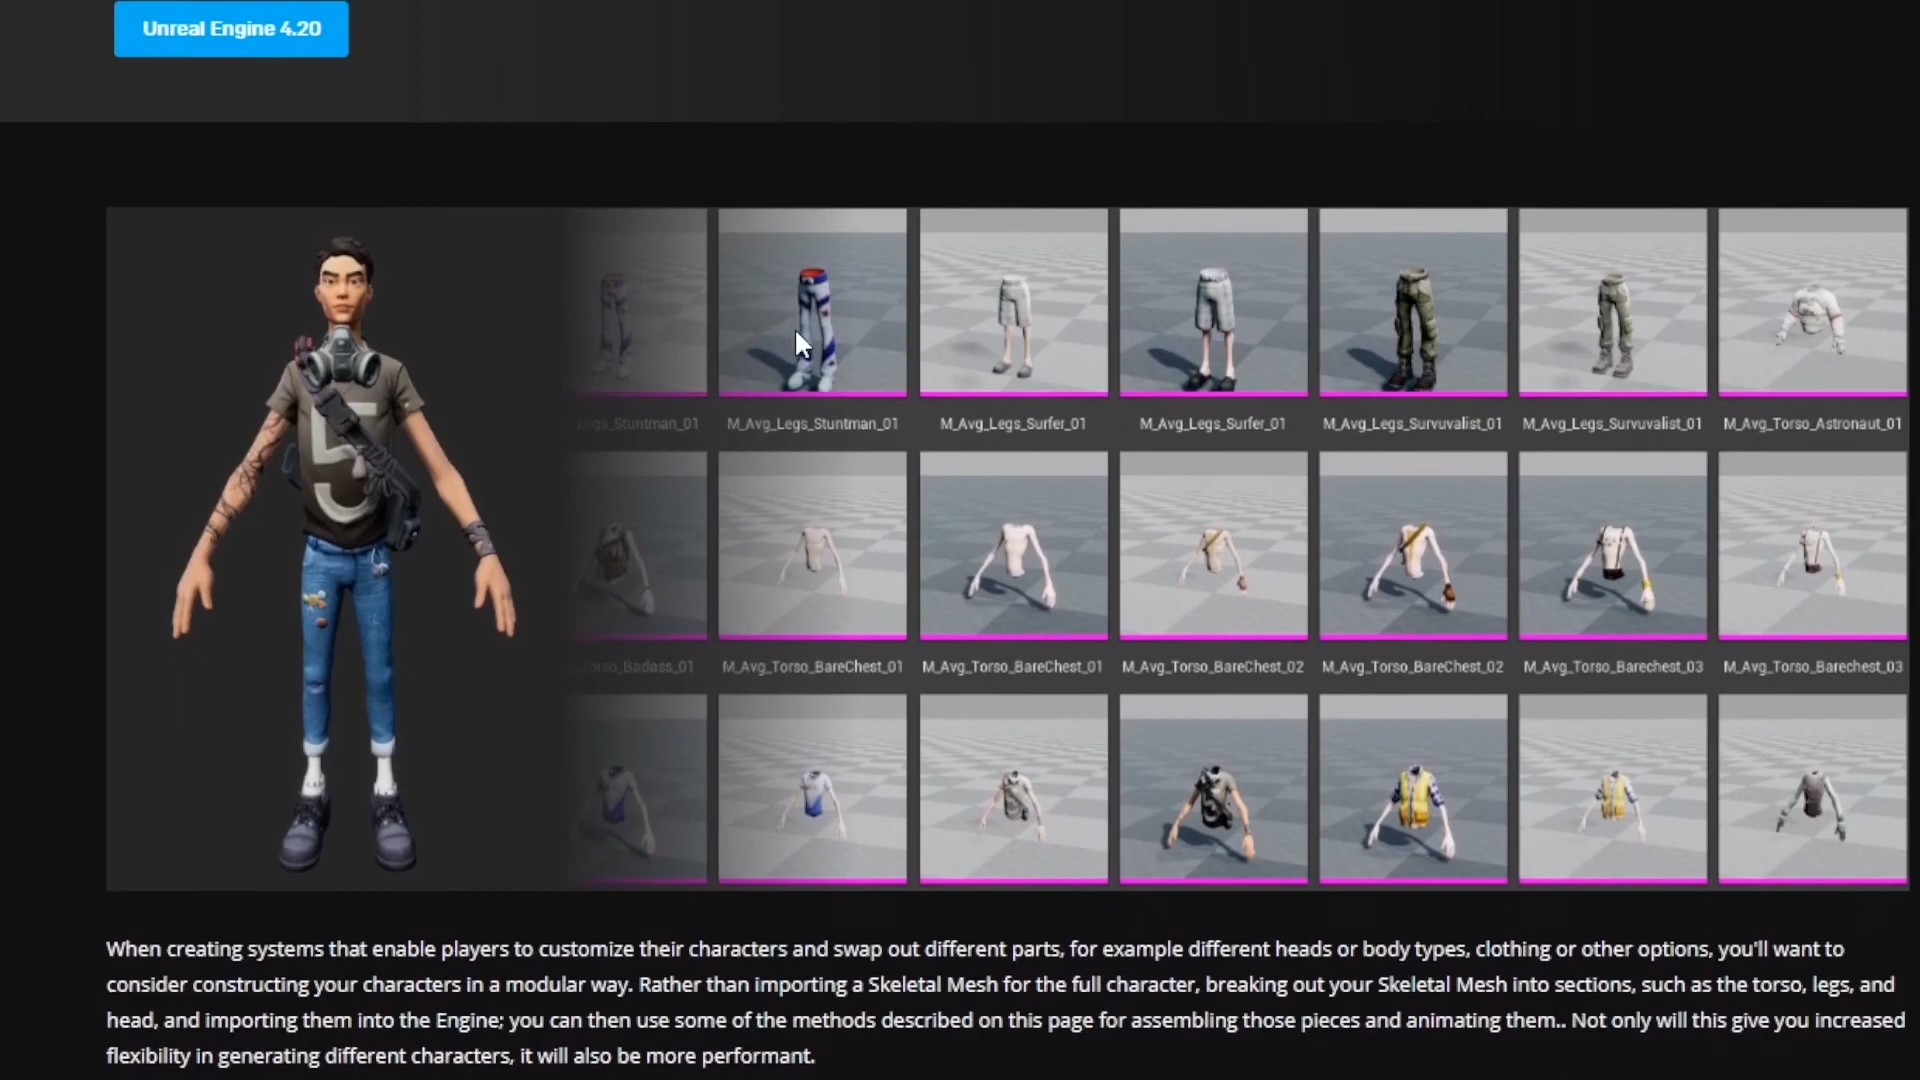 Unreal Engine 4.20
Legs_Stuntman_01 M_Avg_Legs_Stuntman_01 M_Avg_Legs_Surfer_01 M_Avg_Legs_Surfer_01 M_Avg_Legs_Survuvalist_01 M_Avg_Legs_Survuvalist_01 M_Avg_Torso_Astronaut_01
Torso_Badass_01 M_Avg_Torso_BareChest_01 M_Avg_Torso_BareChest_01 M_Avg_Torso_BareChest_02 M_Avg_Torso_BareChest_02 M_Avg_Torso_Barechest_03 M_Avg_Torso_Barechest_03
When creating systems that enable players to customize their characters and swap out different parts, for example different heads or body types, clothing or other options, you'll want to
consider constructing your characters in a modular way. Rather than importing a Skeletal Mesh for the full character, breaking out your Skeletal Mesh into sections, such as the torso, legs, and
head, and importing them into the Engine; you can then use some of the methods described on this page for assembling those pieces and animating them.. Not only will this give you increased
flexibility in generating different characters, it will also be more performant.